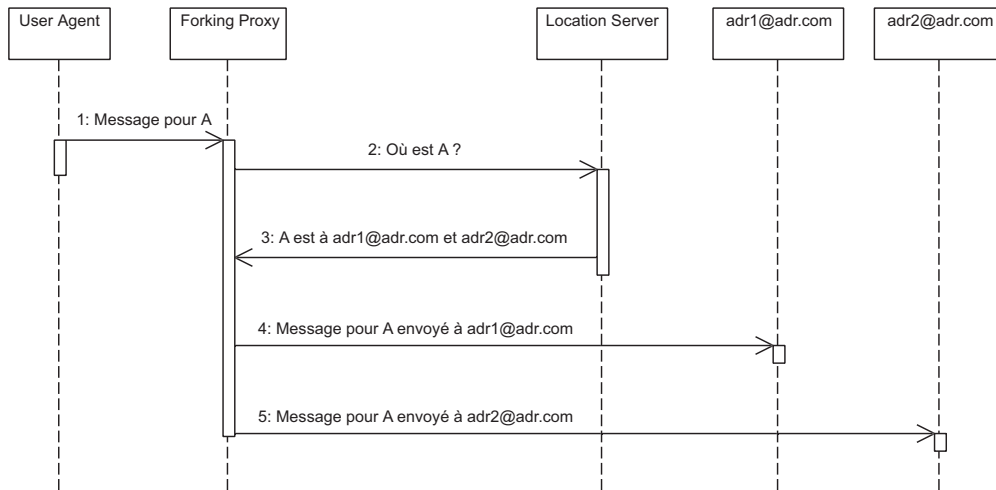 User Agent
Forking Proxy
Location Server
adr1@adr.com
adr2@adr.com
1: Message pour A
2: Où est A ?
3: A est à adr1@adr.com et adr2@adr.com
4: Message pour A envoyé à adr1@adr.com
5: Message pour A envoyé à adr2@adr.com